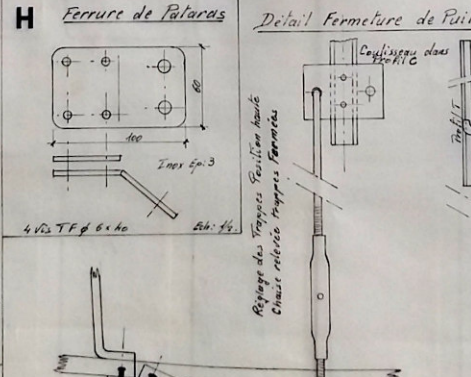 H
Ferrure de Pataras
60
100
Inox Ep: 3
4 Vis TF ø 6 x 40
Ech: 1/2
Détail Fermeture de Pui
Coulisseau dans
Profil C
Profil T
Réglage des Trappes Position haute
Chaise relevée trappes Fermées